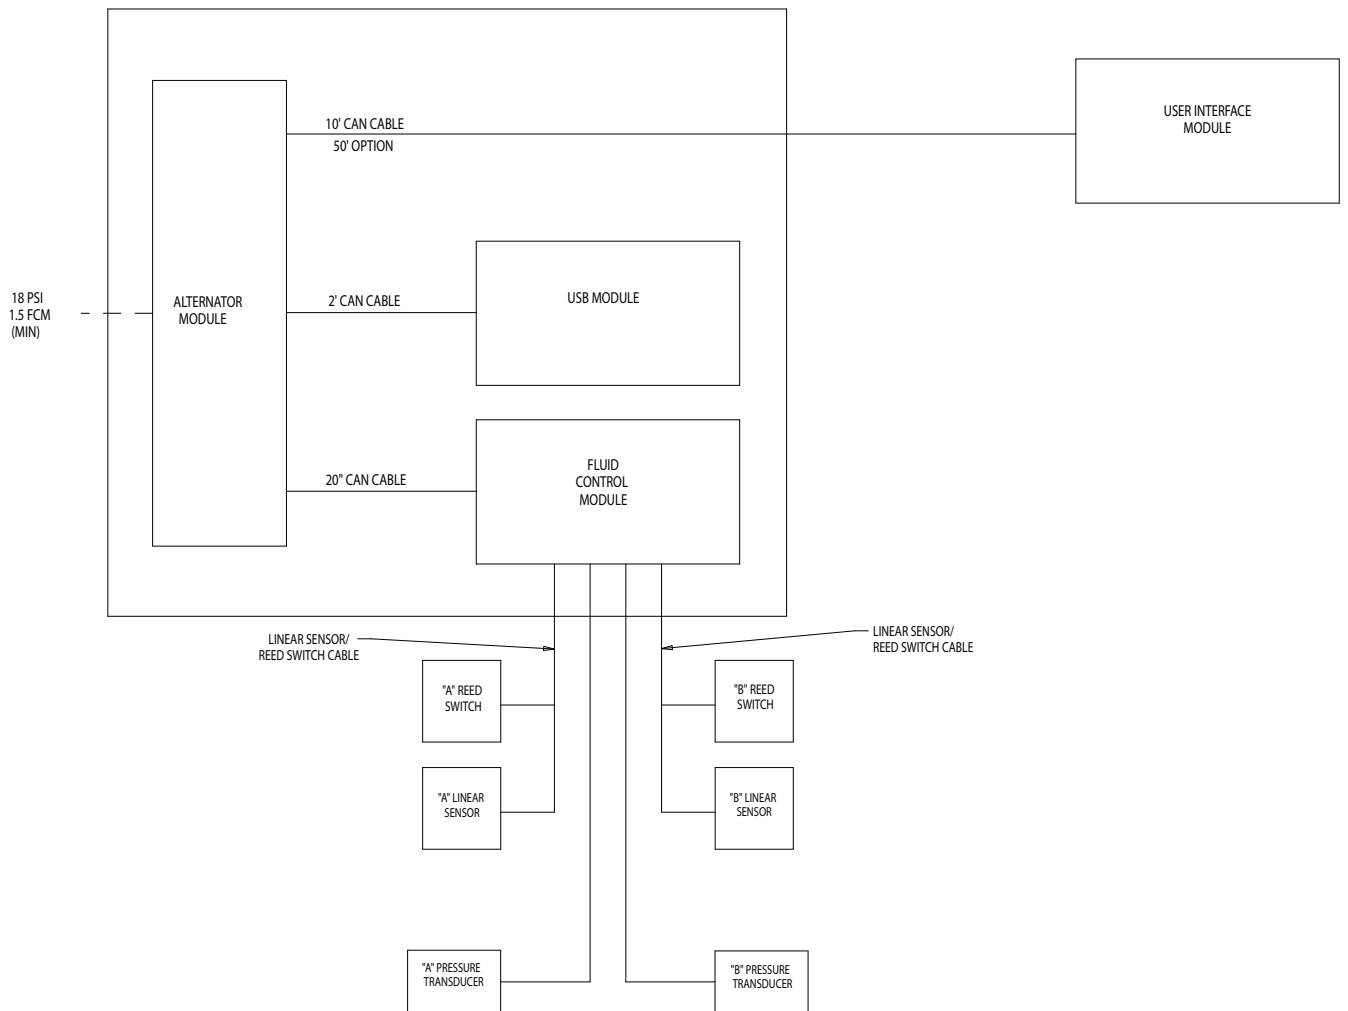 10' CAN CABLE
50' OPTION
USER INTERFACE
MODULE
18 PSI
1.5 FCM
(MIN)
ALTERNATOR
MODULE
2' CAN CABLE
USB MODULE
20" CAN CABLE
FLUID
CONTROL
MODULE
LINEAR SENSOR/
REED SWITCH CABLE
LINEAR SENSOR/
REED SWITCH CABLE
"A" REED
SWITCH
"B" REED
SWITCH
"A" LINEAR
SENSOR
"B" LINEAR
SENSOR
"A" PRESSURE
TRANSDUCER
"B" PRESSURE
TRANSDUCER